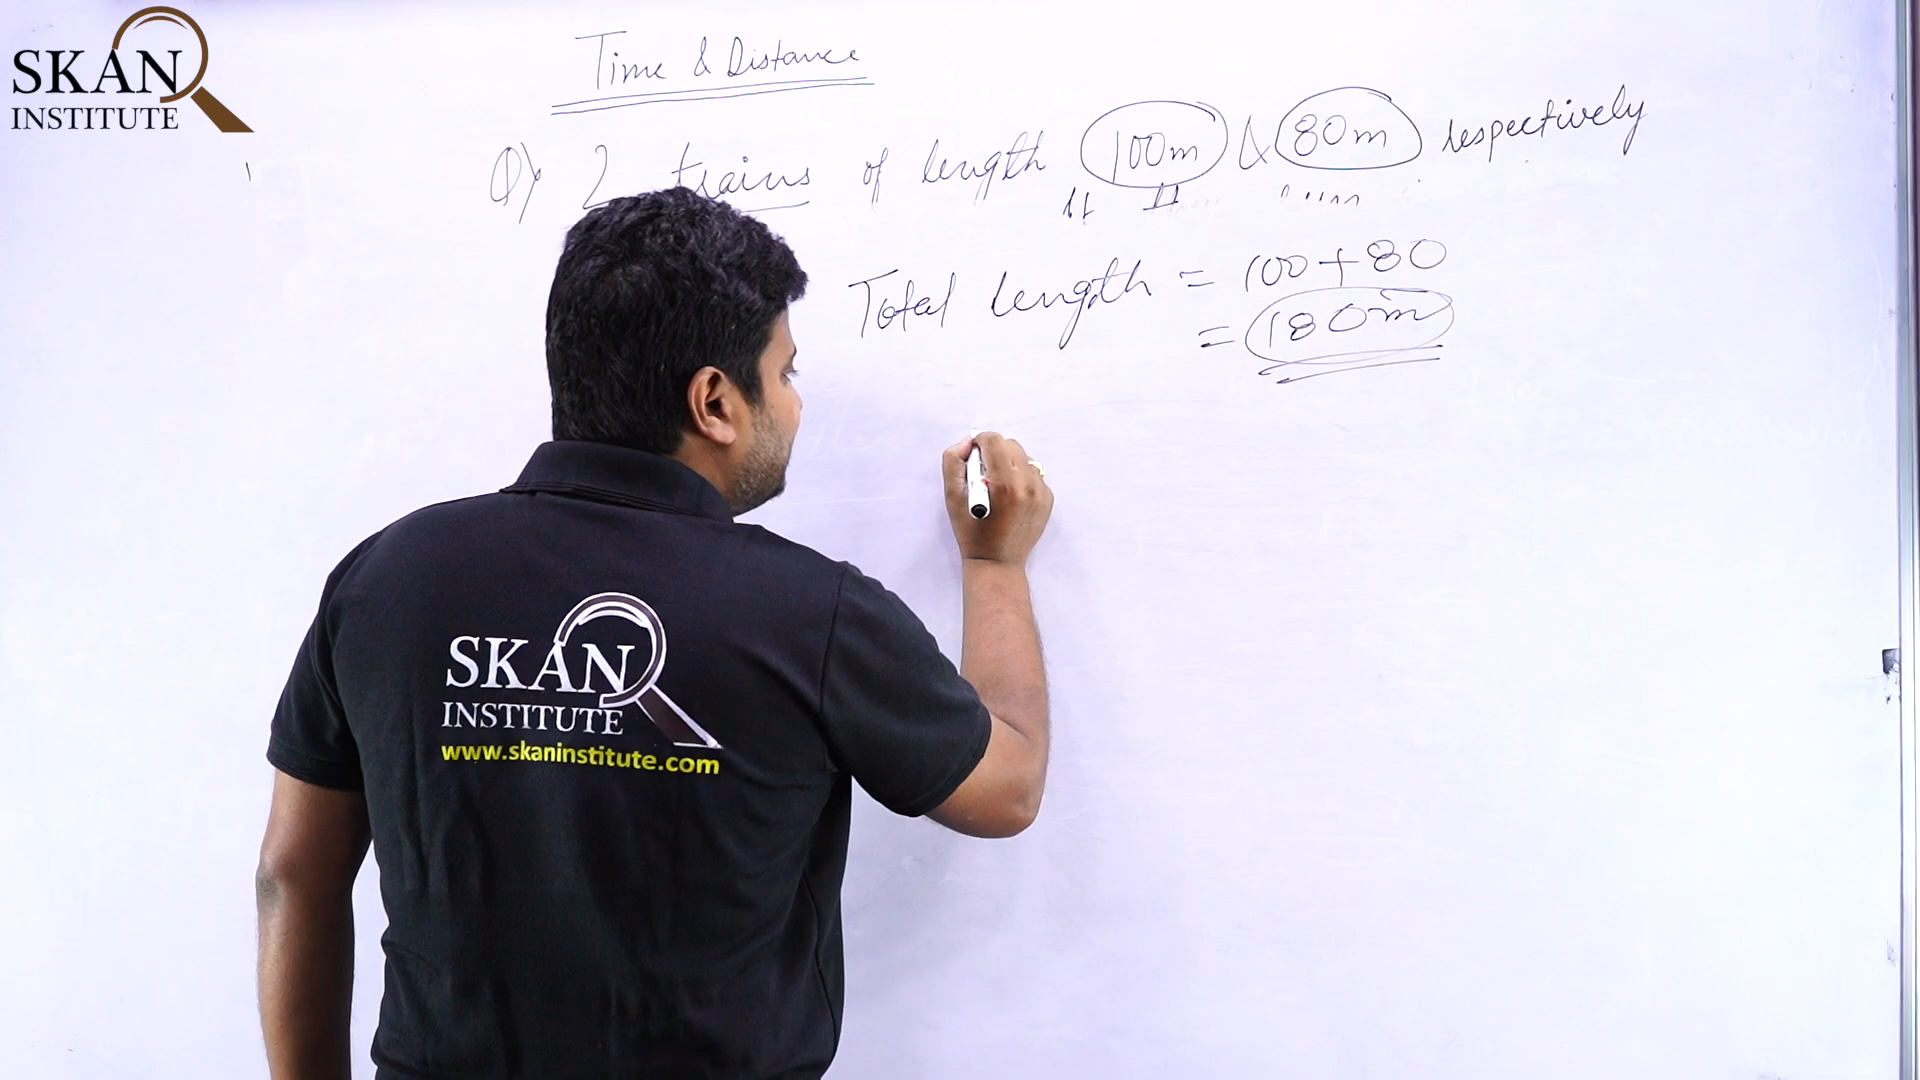 SKAN
INSTITUTE
Time & Distance
Q) 2 trains of length 100m & 80m respectively
Total length = 100+80
= 180m
SKAN
INSTITUTE
www.skaninstitute.com